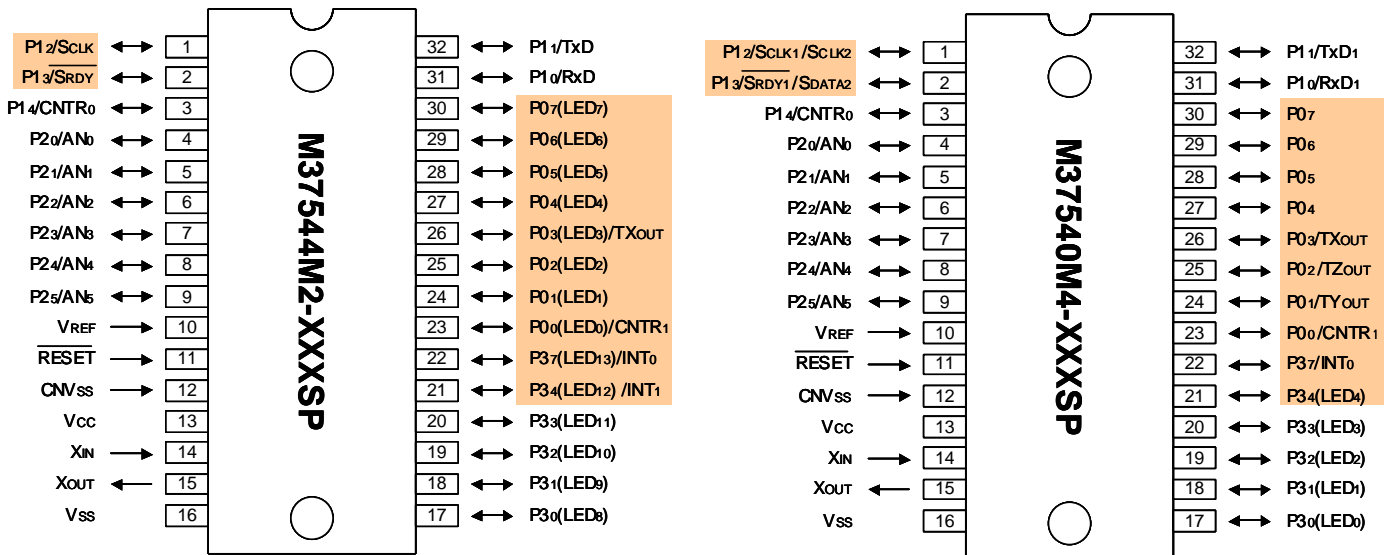 P12/SCLK 1 32 P11/TxD
P13/SRDY 2 31 P10/RxD
P14/CNTR0 3 30 P07(LED7)
P20/AN0 4 29 P06(LED6)
P21/AN1 5 28 P05(LED5)
P22/AN2 6 27 P04(LED4)
P23/AN3 7 26 P03(LED3)/TXOUT
P24/AN4 8 25 P02(LED2)
P25/AN5 9 24 P01(LED1)
VREF 10 23 P00(LED0)/CNTR1
RESET 11 22 P37(LED13)/INT0
CNVSS 12 21 P34(LED12) /INT1
VCC 13 20 P33(LED11)
XIN 14 19 P32(LED10)
XOUT 15 18 P31(LED9)
VSS 16 17 P30(LED8)
M37544M2-XXXSP
P12/SCLK1/SCLK2 1 32 P11/TxD1
P13/SRDY1/SDATA2 2 31 P10/RxD1
P14/CNTR0 3 30 P07
P20/AN0 4 29 P06
P21/AN1 5 28 P05
P22/AN2 6 27 P04
P23/AN3 7 26 P03/TXOUT
P24/AN4 8 25 P02/TZOUT
P25/AN5 9 24 P01/TYOUT
VREF 10 23 P00/CNTR1
RESET 11 22 P37/INT0
CNVSS 12 21 P34(LED4)
VCC 13 20 P33(LED3)
XIN 14 19 P32(LED2)
XOUT 15 18 P31(LED1)
VSS 16 17 P30(LED0)
M37540M4-XXXSP